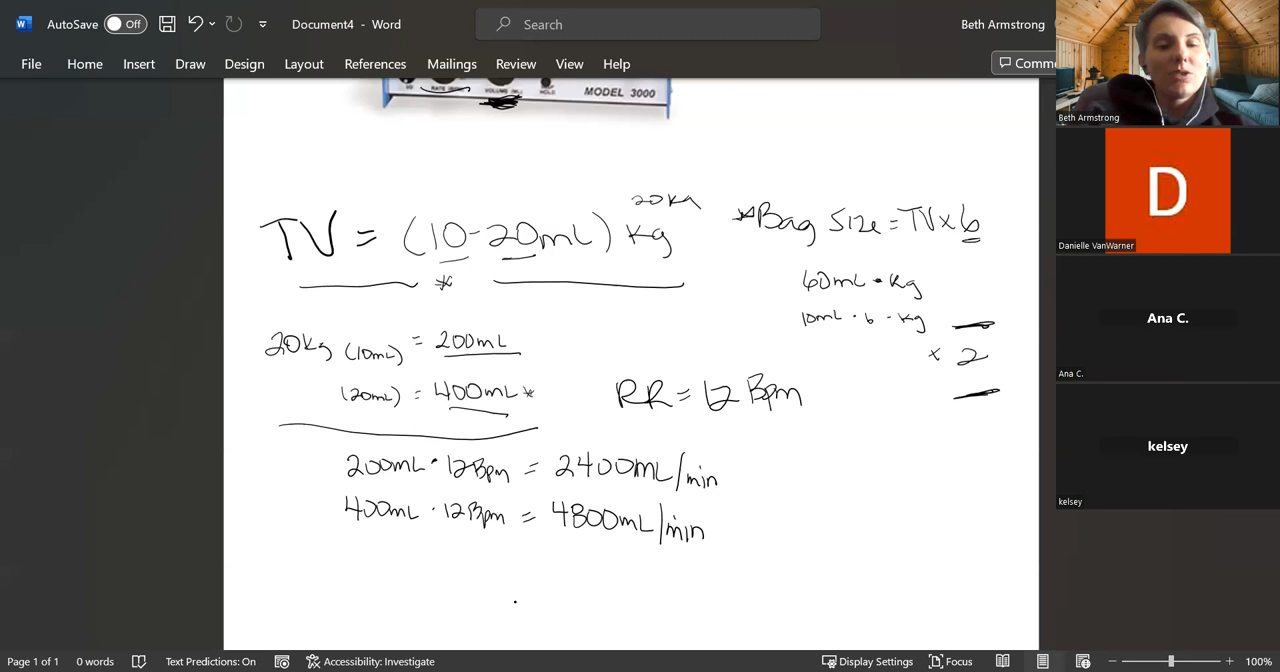 AutoSave Off Document4 - Word Search Beth Armstrong
File Home Insert Draw Design Layout References Mailings Review View Help Comm
RATE VOLUME HOLD MODEL 3000
Beth Armstrong
20kg
TV = (10-20mL) kg *Bag Size = TV x 6
D
Danielle VanWarner
*
60mL · Kg
10mL · 6 · Kg
Ana C.
20Kg (10mL) = 200mL
x 2
Ana C.
(20mL) = 400mL *
RR = 12 Bpm
kelsey
200mL · 12Bpm = 2400mL/min
400mL · 12Bpm = 4800mL/min
kelsey
Page 1 of 1 0 words Text Predictions: On Accessibility: Investigate Display Settings Focus 100%